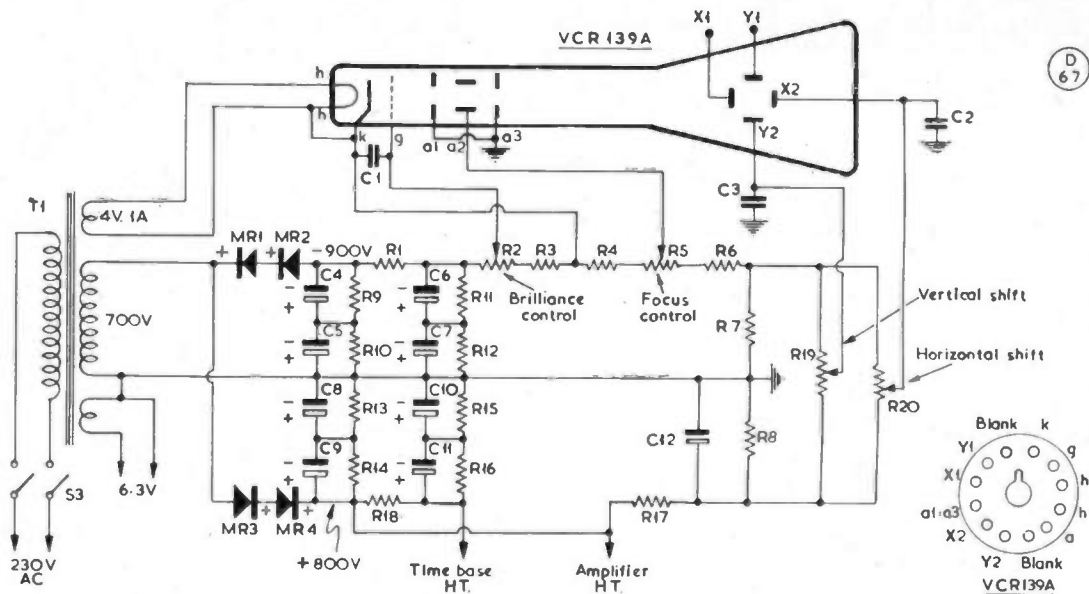 VCR139A
X1
Y1
D
67
h
h
k
g
a1
a2
a3
X2
Y2
C1
C2
C3
T1
4V. 1A
MR1
MR2
-900V
R1
R2
R3
R4
R5
R6
Brilliance
control
Focus
control
C4
C6
R9
R11
700V
C5
C7
R10
R12
R7
R19
Vertical shift
Horizontal shift
R20
C8
C10
R13
R15
C12
R8
C9
C11
R14
R16
6·3V
S3
MR3
MR4
R18
R17
+800V
230V
AC
Time base
H.T.
Amplifier
H.T.
Blank
k
Y1
g
X1
h
a1.a3
h
X2
a
Y2
Blank
VCR139A